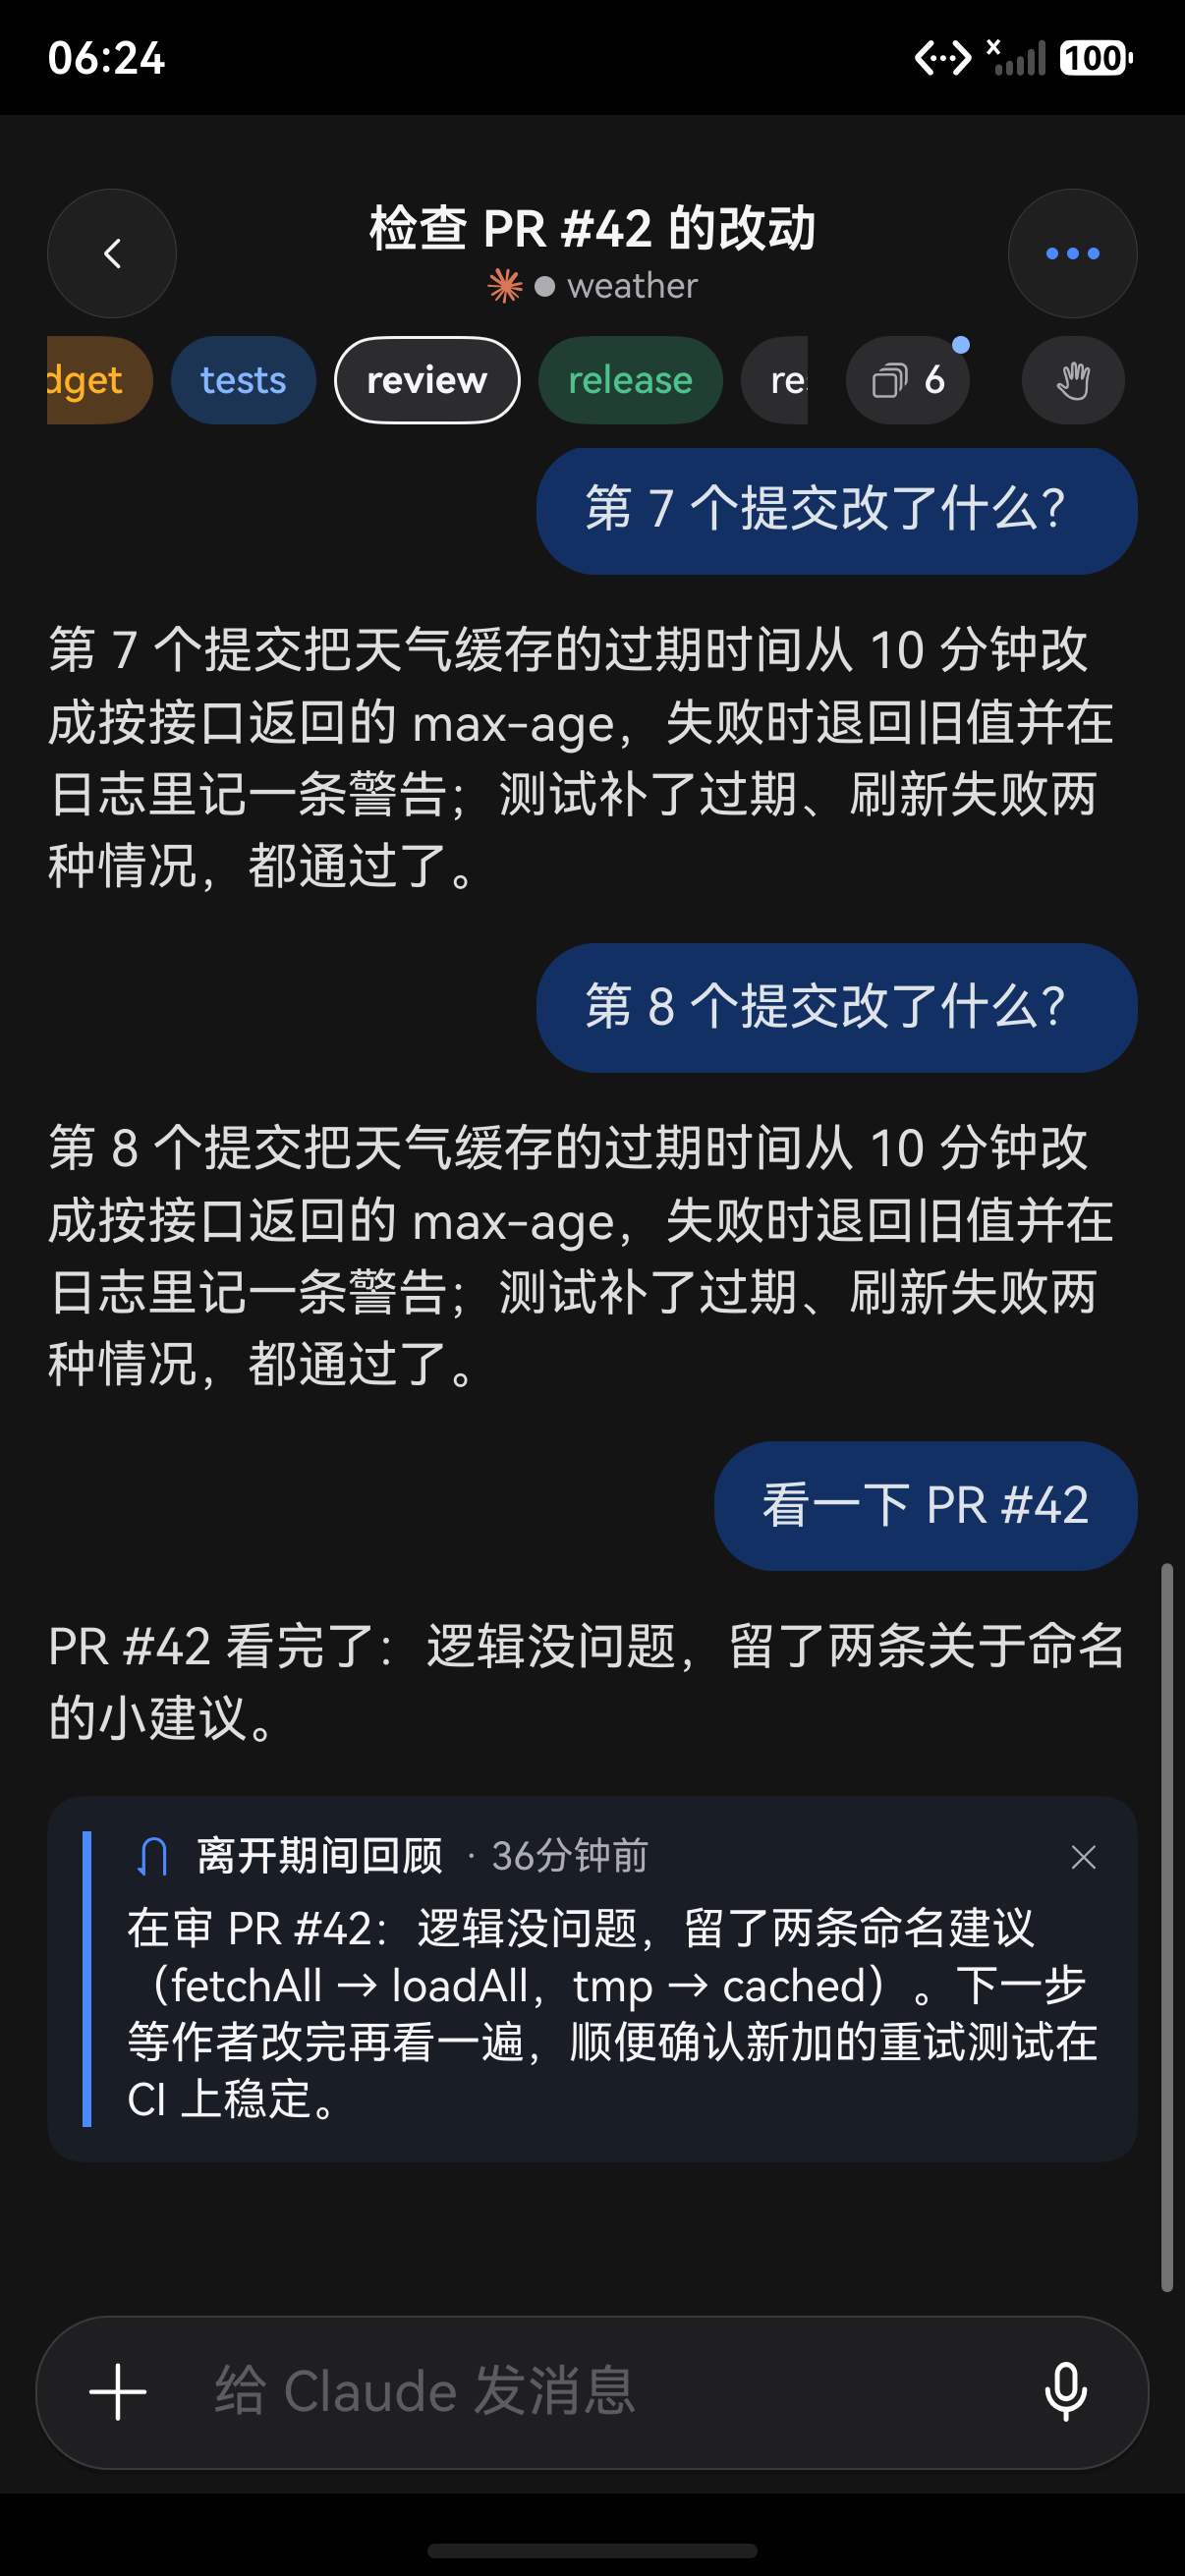 06:24
100
检查 PR #42 的改动
weather
dget
tests
review
release
re
6
第 7 个提交改了什么？
第 7 个提交把天气缓存的过期时间从 10 分钟改
成按接口返回的 max-age，失败时退回旧值并在
日志里记一条警告；测试补了过期、刷新失败两
种情况，都通过了。
第 8 个提交改了什么？
第 8 个提交把天气缓存的过期时间从 10 分钟改
成按接口返回的 max-age，失败时退回旧值并在
日志里记一条警告；测试补了过期、刷新失败两
种情况，都通过了。
看一下 PR #42
PR #42 看完了：逻辑没问题，留了两条关于命名
的小建议。
离开期间回顾 · 36分钟前
在审 PR #42：逻辑没问题，留了两条命名建议
（fetchAll → loadAll，tmp → cached）。下一步
等作者改完再看一遍，顺便确认新加的重试测试在
CI 上稳定。
给 Claude 发消息